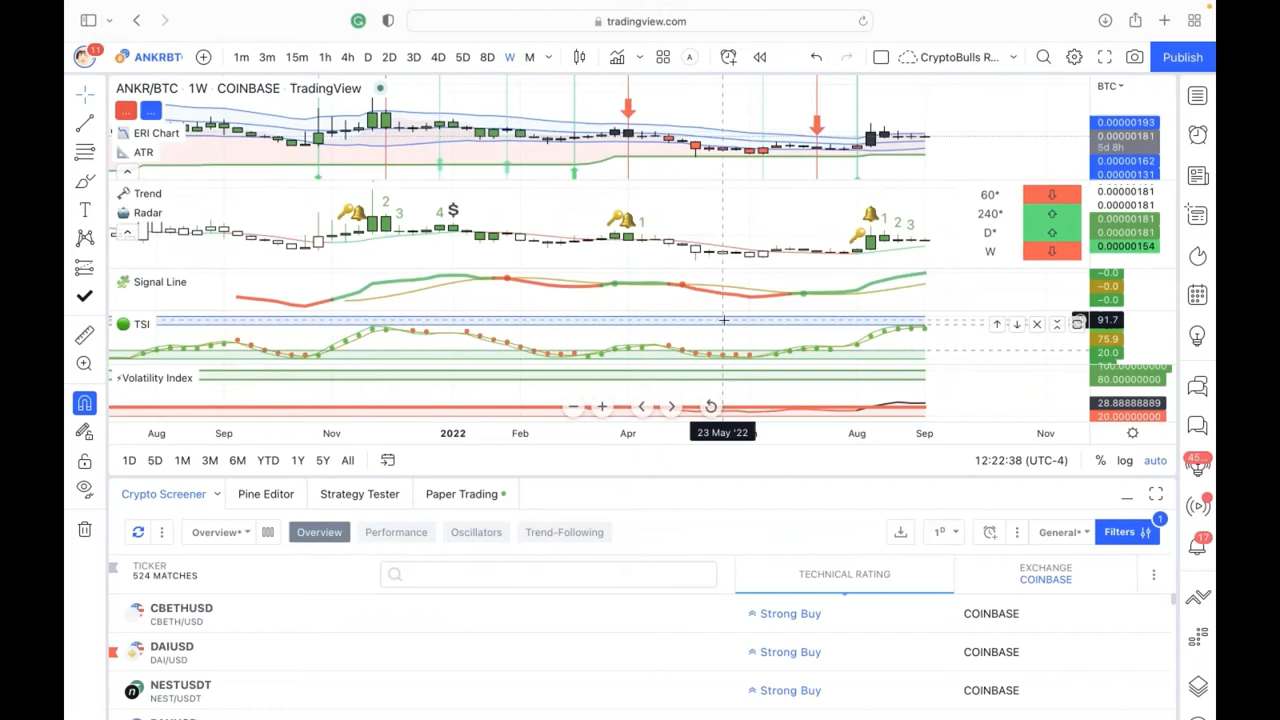 tradingview.com
11
ANKRBT
1m 3m 15m 1h 4h D 2D 3D 4D 5D 8D W M
A
CryptoBulls R...
Publish
ANKR/BTC · 1W · COINBASE · TradingView
BTC
0.00000193
0.00000181
5d 8h
0.00000162
0.00000131
... ...
ERI Chart
ATR
Trend
Radar
2 3 4 $ 1 1 2 3
60*
240*
D*
W
0.00000181
0.00000181
0.00000181
0.00000181
0.00000154
Signal Line
−0.0
−0.0
−0.0
TSI
91.7
75.9
20.0
⚡Volatility Index
100.00000000
80.00000000
28.88888889
20.00000000
Aug Sep Nov 2022 Feb Apr 23 May '22 Aug Sep Nov
1D 5D 1M 3M 6M YTD 1Y 5Y All
12:22:38 (UTC-4) % log auto
45...
17
Crypto Screener Pine Editor Strategy Tester Paper Trading
Overview* Overview Performance Oscillators Trend-Following
1D
General*
Filters
1
TICKER
524 MATCHES
TECHNICAL RATING
EXCHANGE
COINBASE
CBETHUSD
CBETH/USD
Strong Buy
COINBASE
DAIUSD
DAI/USD
Strong Buy
COINBASE
NESTUSDT
NEST/USDT
Strong Buy
COINBASE